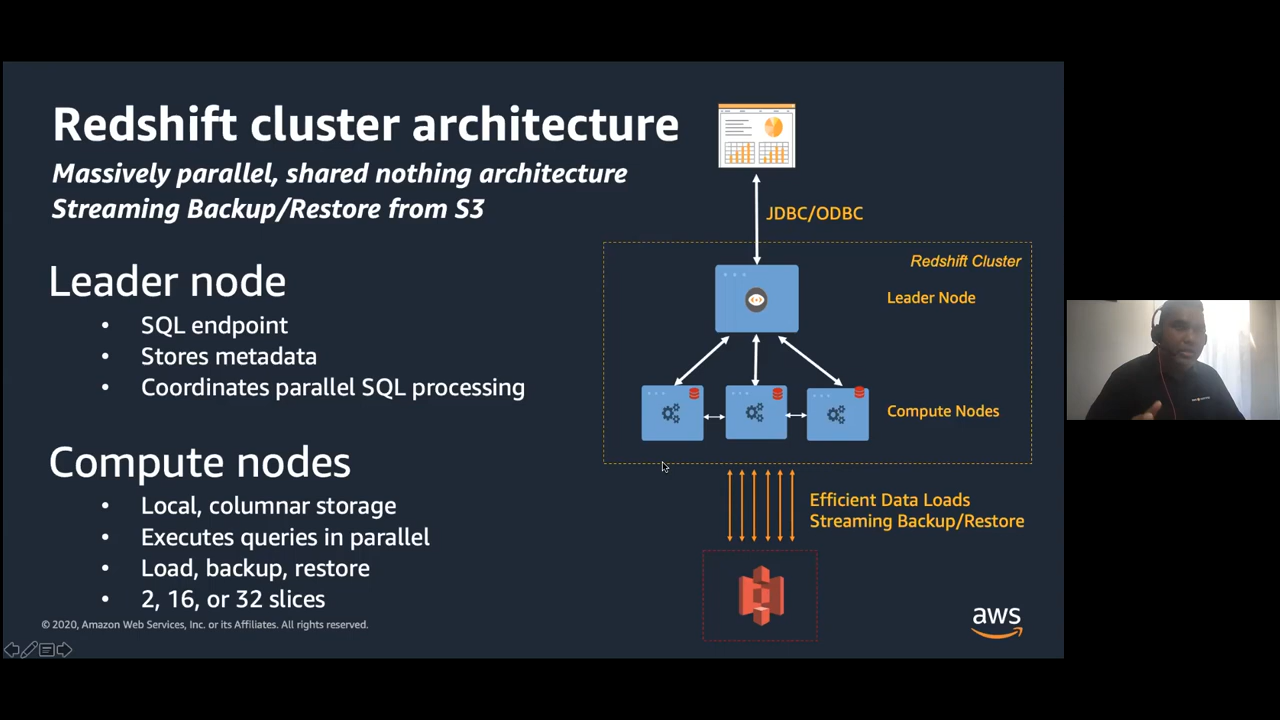 Redshift cluster architecture
Massively parallel, shared nothing architecture
Streaming Backup/Restore from S3
Leader node
• SQL endpoint
• Stores metadata
• Coordinates parallel SQL processing
Compute nodes
• Local, columnar storage
• Executes queries in parallel
• Load, backup, restore
• 2, 16, or 32 slices
© 2020, Amazon Web Services, Inc. or its Affiliates. All rights reserved.
JDBC/ODBC
Redshift Cluster
Leader Node
Compute Nodes
Efficient Data Loads
Streaming Backup/Restore
aws